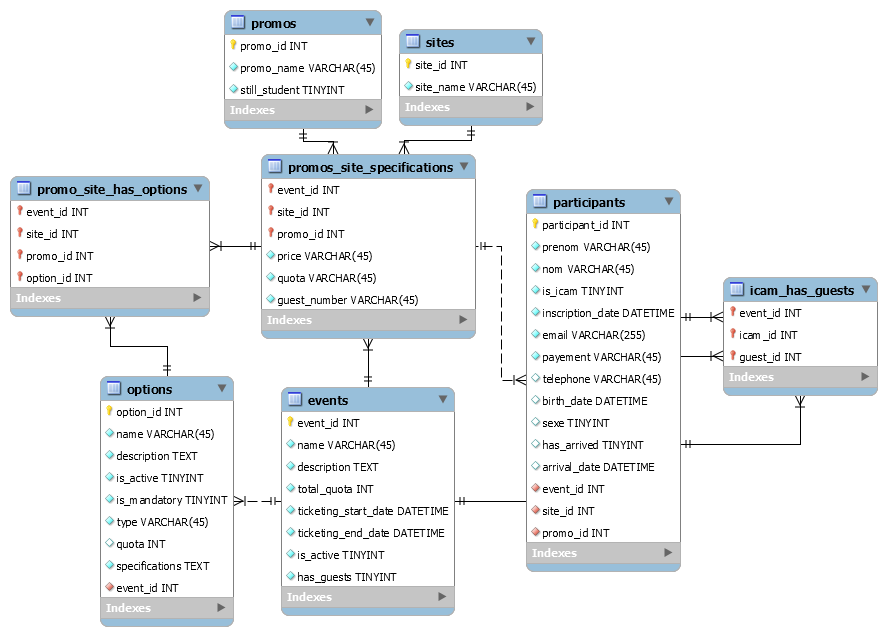 promos
promo_id INT
promo_name VARCHAR(45)
still_student TINYINT
Indexes
sites
site_id INT
site_name VARCHAR(45)
Indexes
promo_site_has_options
event_id INT
site_id INT
promo_id INT
option_id INT
Indexes
promos_site_specifications
event_id INT
site_id INT
promo_id INT
price VARCHAR(45)
quota VARCHAR(45)
guest_number VARCHAR(45)
Indexes
participants
participant_id INT
prenom VARCHAR(45)
nom VARCHAR(45)
is_icam TINYINT
inscription_date DATETIME
email VARCHAR(255)
payement VARCHAR(45)
telephone VARCHAR(45)
birth_date DATETIME
sexe TINYINT
has_arrived TINYINT
arrival_date DATETIME
event_id INT
site_id INT
promo_id INT
Indexes
icam_has_guests
event_id INT
icam_id INT
guest_id INT
Indexes
options
option_id INT
name VARCHAR(45)
description TEXT
is_active TINYINT
is_mandatory TINYINT
type VARCHAR(45)
quota INT
specifications TEXT
event_id INT
Indexes
events
event_id INT
name VARCHAR(45)
description TEXT
total_quota INT
ticketing_start_date DATETIME
ticketing_end_date DATETIME
is_active TINYINT
has_guests TINYINT
Indexes